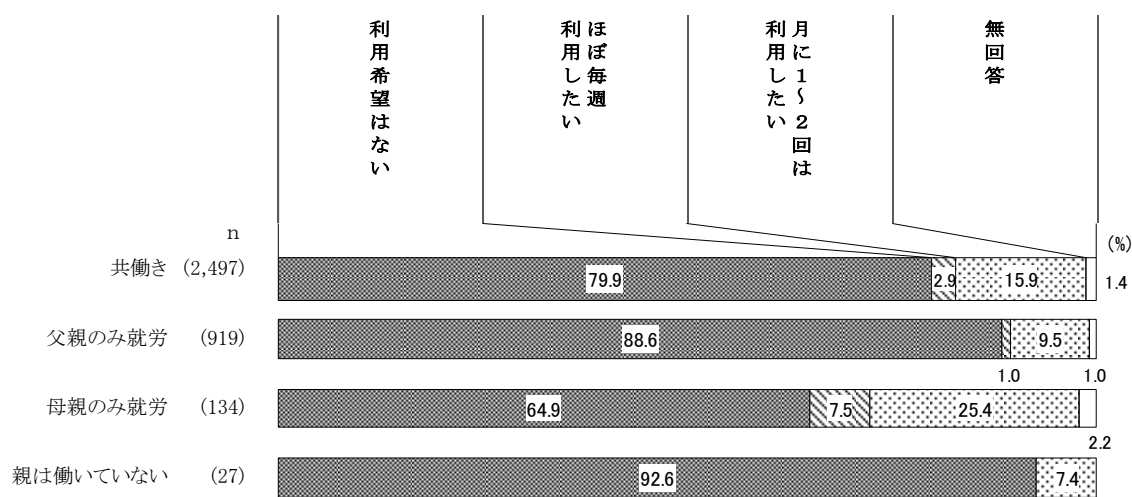 利用希望はない
ほぼ毎週
利用したい
月に1～2回は
利用したい
無回答
n
(%)
共働き (2,497)
79.9
2.9
15.9
1.4
父親のみ就労 (919)
88.6
9.5
1.0
1.0
母親のみ就労 (134)
64.9
7.5
25.4
2.2
親は働いていない (27)
92.6
7.4